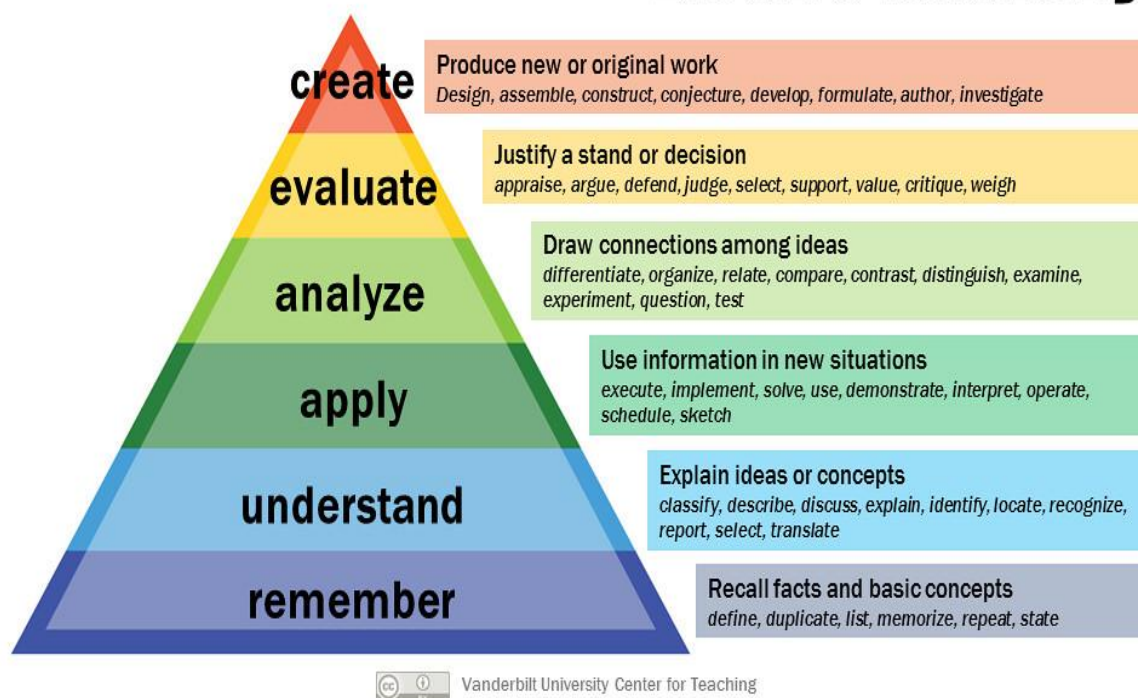 create
Produce new or original work
Design, assemble, construct, conjecture, develop, formulate, author, investigate
evaluate
Justify a stand or decision
appraise, argue, defend, judge, select, support, value, critique, weigh
analyze
Draw connections among ideas
differentiate, organize, relate, compare, contrast, distinguish, examine,
experiment, question, test
apply
Use information in new situations
execute, implement, solve, use, demonstrate, interpret, operate,
schedule, sketch
understand
Explain ideas or concepts
classify, describe, discuss, explain, identify, locate, recognize,
report, select, translate
remember
Recall facts and basic concepts
define, duplicate, list, memorize, repeat, state
cc
Vanderbilt University Center for Teaching